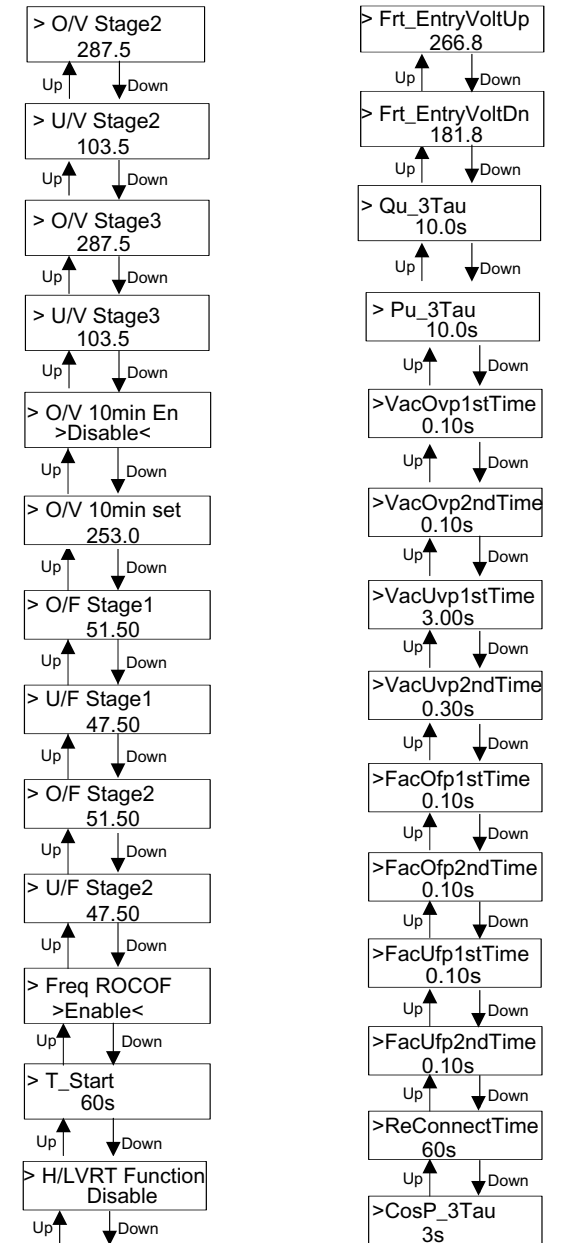 > O/V Stage2
287.5
Up
Down
> U/V Stage2
103.5
Up
Down
> O/V Stage3
287.5
Up
Down
> U/V Stage3
103.5
Up
Down
> O/V 10min En
>Disable<
Up
Down
> O/V 10min set
253.0
Up
Down
> O/F Stage1
51.50
Up
Down
> U/F Stage1
47.50
Up
Down
> O/F Stage2
51.50
Up
Down
> U/F Stage2
47.50
Up
Down
> Freq ROCOF
>Enable<
Up
Down
> T_Start
60s
Up
Down
> H/LVRT Function
Disable
Up
Down
> Frt_EntryVoltUp
266.8
Up
Down
> Frt_EntryVoltDn
181.8
Up
Down
> Qu_3Tau
10.0s
Up
Down
> Pu_3Tau
10.0s
Up
Down
>VacOvp1stTime
0.10s
Up
Down
>VacOvp2ndTime
0.10s
Up
Down
>VacUvp1stTime
3.00s
Up
Down
>VacUvp2ndTime
0.30s
Up
Down
>FacOfp1stTime
0.10s
Up
Down
>FacOfp2ndTime
0.10s
Up
Down
>FacUfp1stTime
0.10s
Up
Down
>FacUfp2ndTime
0.10s
Up
Down
>ReConnectTime
60s
Up
Down
>CosP_3Tau
3s